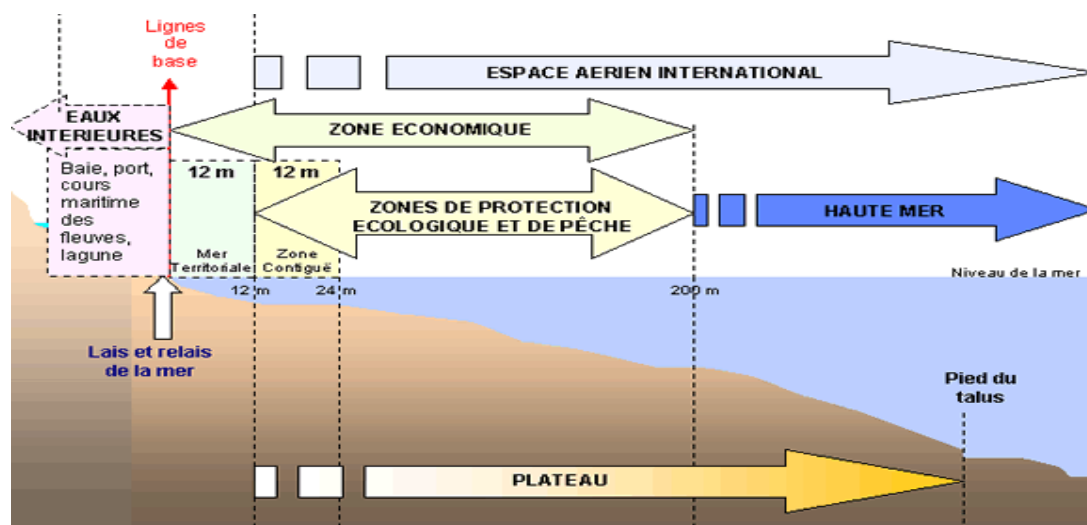 Lignes
de
base
ESPACE AERIEN INTERNATIONAL
EAUX
INTERIEURES
ZONE ECONOMIQUE
Baie, port,
cours
maritime
des
fleuves,
lagune
12 m
12 m
ZONES DE PROTECTION
ECOLOGIQUE ET DE PÊCHE
HAUTE MER
Mer
Territoriale
Zone
Contiguë
Niveau de la mer
12 m
24 m
200 m
Lais et relais
de la mer
Pied du
talus
PLATEAU